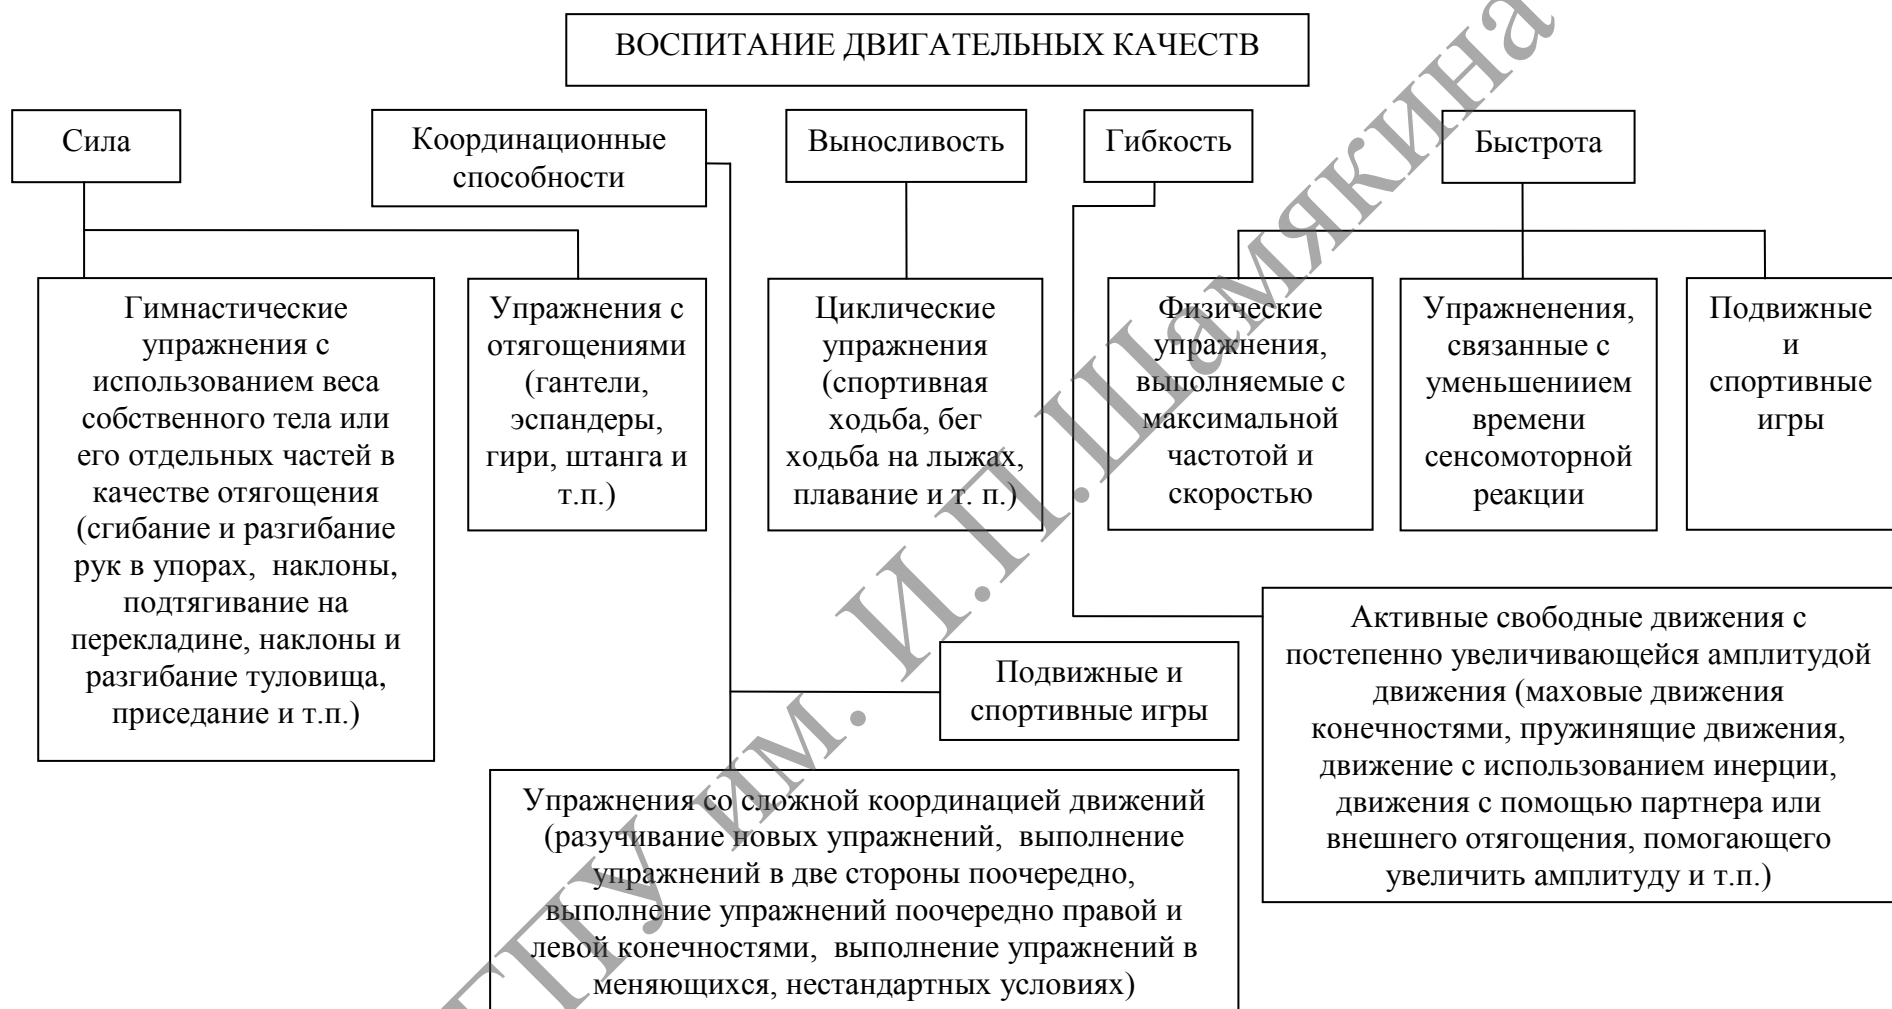 ВОСПИТАНИЕ ДВИГАТЕЛЬНЫХ КАЧЕСТВ
Сила
Координационные
способности
Выносливость
Гибкость
Быстрота
Гимнастические
упражнения с
использованием веса
собственного тела или
его отдельных частей в
качестве отягощения
(сгибание и разгибание
рук в упорах, наклоны,
подтягивание на
перекладине, наклоны и
разгибание туловища,
приседание и т.п.)
Упражнения с
отягощениями
(гантели,
эспандеры,
гири, штанга и
т.п.)
Циклические
упражнения
(спортивная
ходьба, бег
ходьба на лыжах,
плавание и т. п.)
Физические
упражнения,
выполняемые с
максимальной
частотой и
скоростью
Упражненения,
связанные с
уменьшениием
времени
сенсомоторной
реакции
Подвижные
и
спортивные
игры
Подвижные и
спортивные игры
Активные свободные движения с
постепенно увеличивающейся амплитудой
движения (маховые движения
конечностями, пружинящие движения,
движение с использованием инерции,
движения с помощью партнера или
внешнего отягощения, помогающего
увеличить амплитуду и т.п.)
Упражнения со сложной координацией движений
(разучивание новых упражнений, выполнение
упражнений в две стороны поочередно,
выполнение упражнений поочередно правой и
левой конечностями, выполнение упражнений в
меняющихся, нестандартных условиях)
ГПУ им. И.П.Шамякина